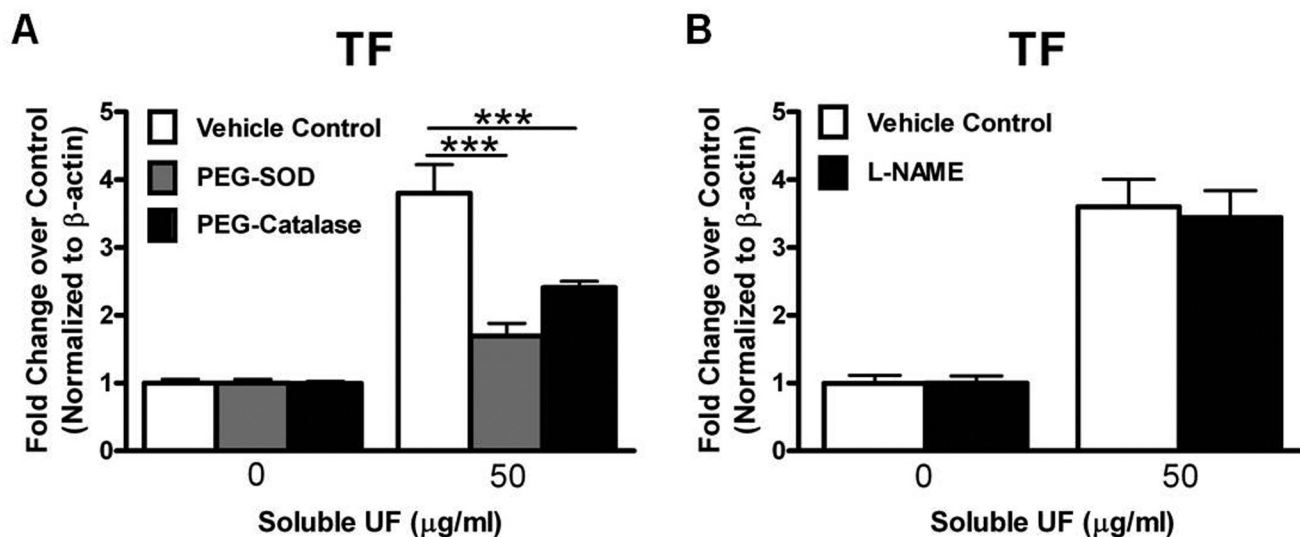 A
TF
Fold Change over Control
(Normalized to β-actin)
5
4
3
2
1
0
Vehicle Control
PEG-SOD
PEG-Catalase
***
***
0
50
Soluble UF (μg/ml)
B
TF
Fold Change over Control
(Normalized to β-actin)
5
4
3
2
1
0
Vehicle Control
L-NAME
0
50
Soluble UF (μg/ml)